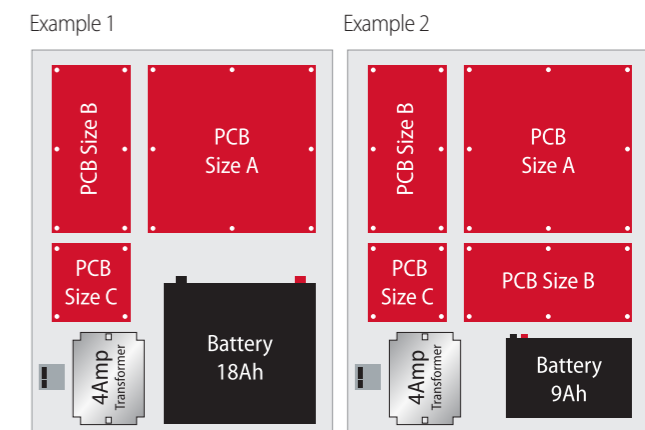 Example 1
PCB Size B
PCB
Size A
PCB
Size C
4Amp
Transformer
Battery
18Ah
Example 2
PCB Size B
PCB
Size A
PCB
Size C
PCB Size B
4Amp
Transformer
Battery
9Ah